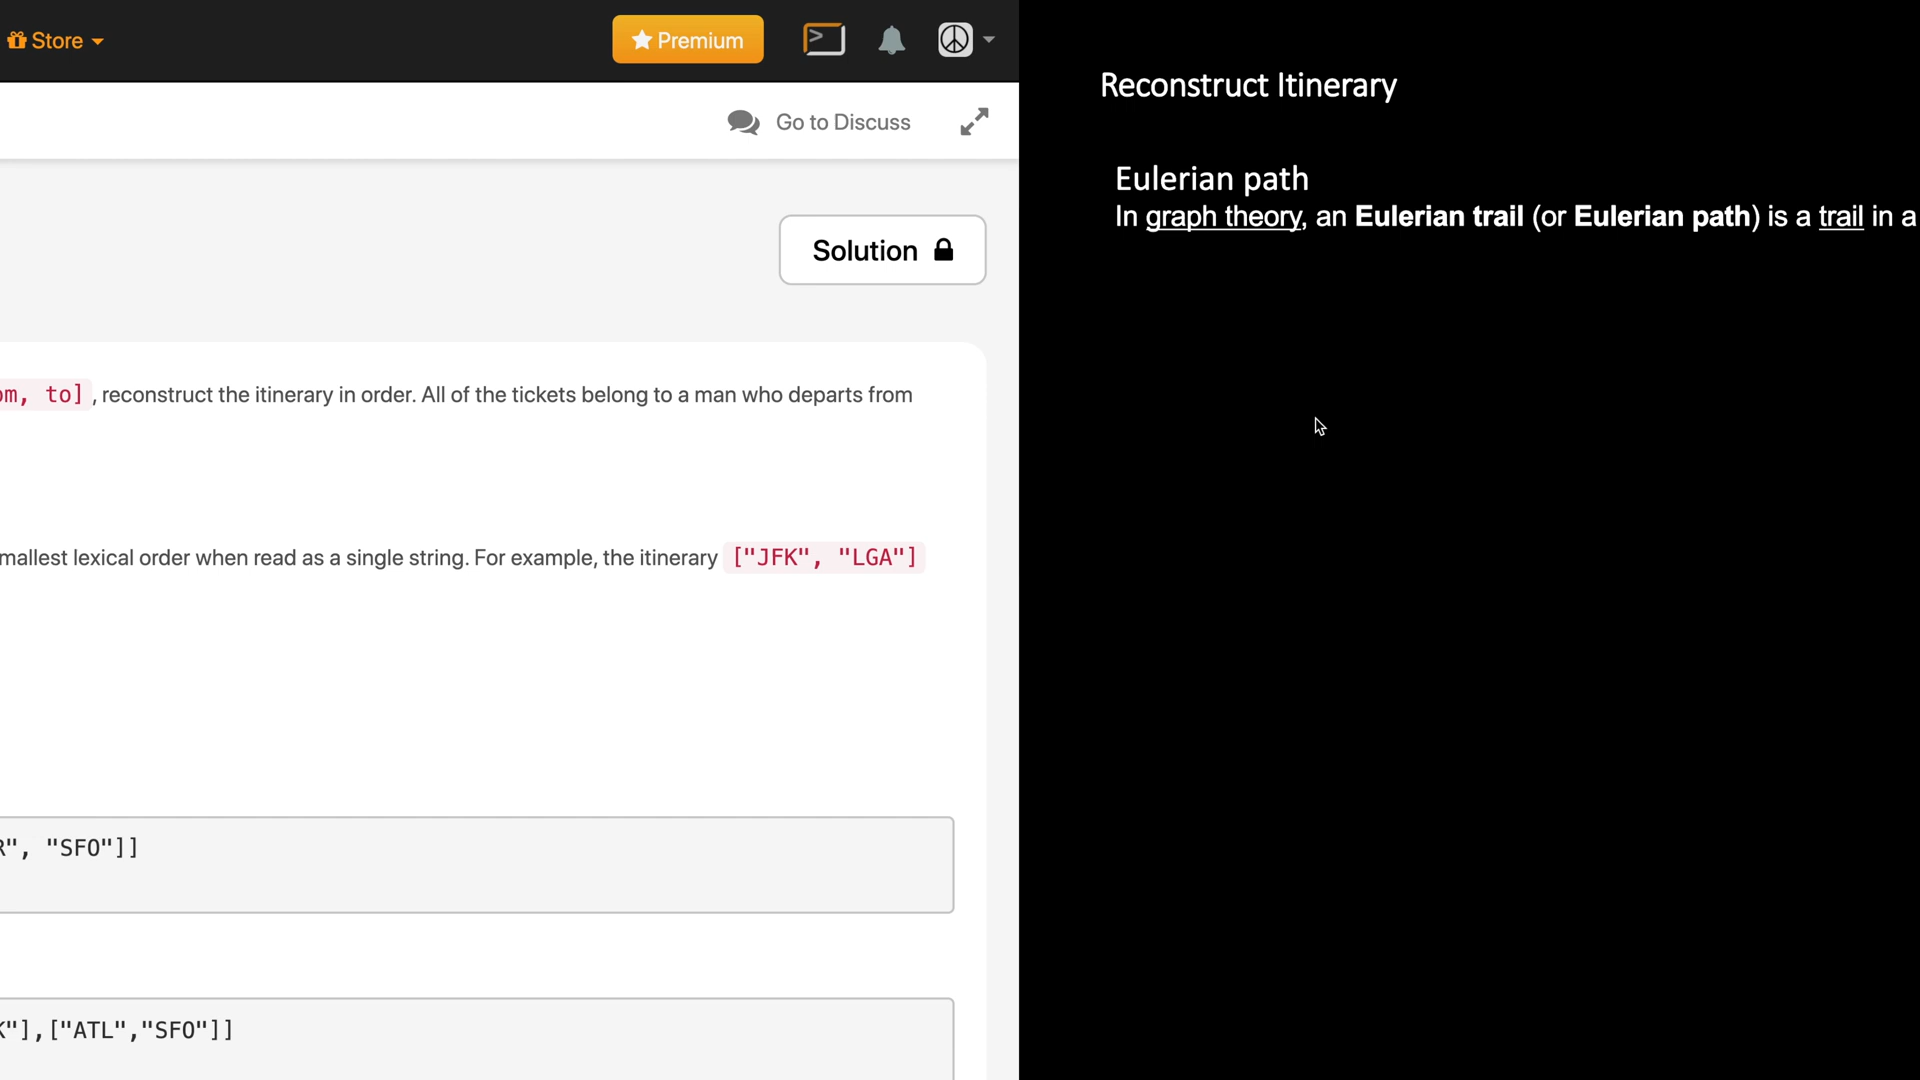 Store
Premium
Go to Discuss
Solution
om, to] , reconstruct the itinerary in order. All of the tickets belong to a man who departs from
mallest lexical order when read as a single string. For example, the itinerary ["JFK", "LGA"]
R", "SFO"]]
K"],["ATL","SFO"]]
Reconstruct Itinerary
Eulerian path
In graph theory, an Eulerian trail (or Eulerian path) is a trail in a